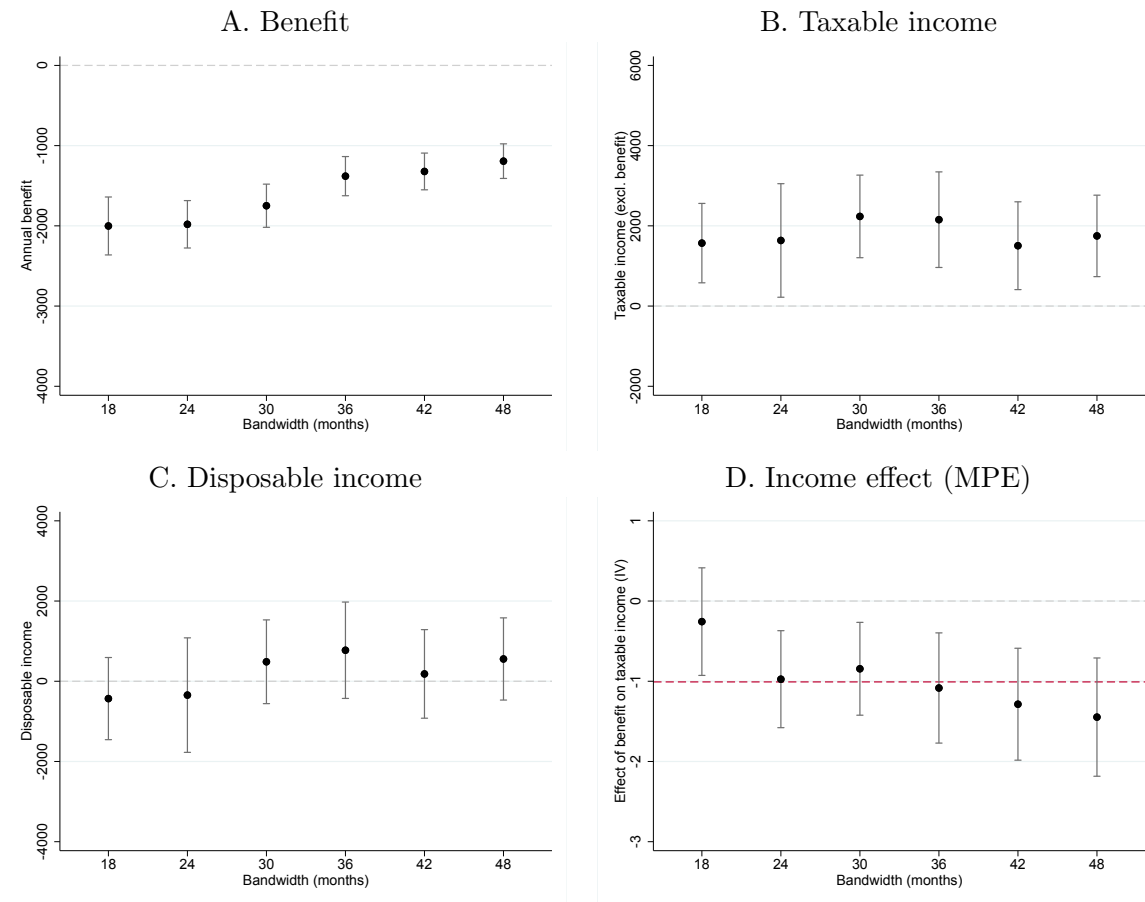 A. Benefit
Annual benefit
0
-1000
-2000
-3000
-4000
18 24 30 36 42 48
Bandwidth (months)
B. Taxable income
Taxable income (excl. benefit)
6000
4000
2000
0
-2000
18 24 30 36 42 48
Bandwidth (months)
C. Disposable income
Disposable income
4000
2000
0
-2000
-4000
18 24 30 36 42 48
Bandwidth (months)
D. Income effect (MPE)
Effect of benefit on taxable income (IV)
1
0
-1
-2
-3
18 24 30 36 42 48
Bandwidth (months)